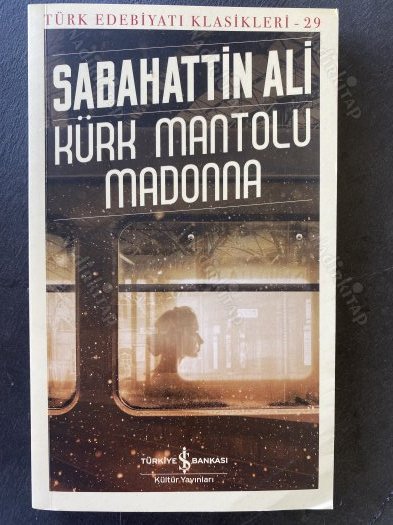 TÜRK EDEBİYATI KLASİKLERİ - 29
SABAHATTİN ALİ
KÜRK MANTOLU
MADONNA
TÜRKİYE İŞ BANKASI
Kültür Yayınları